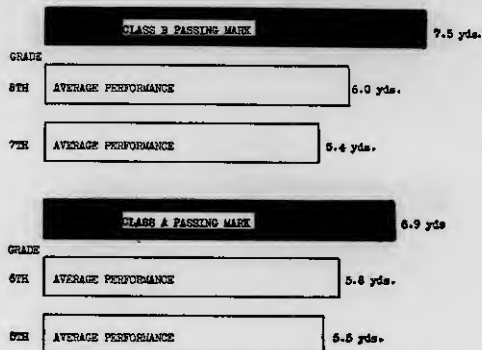 CLASS B PASSING MARK 7.5 yds.
GRADE
8TH AVERAGE PERFORMANCE 6.0 yds.
7TH AVERAGE PERFORMANCE 5.4 yds.
CLASS A PASSING MARK 6.9 yds
GRADE
6TH AVERAGE PERFORMANCE 5.8 yds.
5TH AVERAGE PERFORMANCE 5.5 yds.